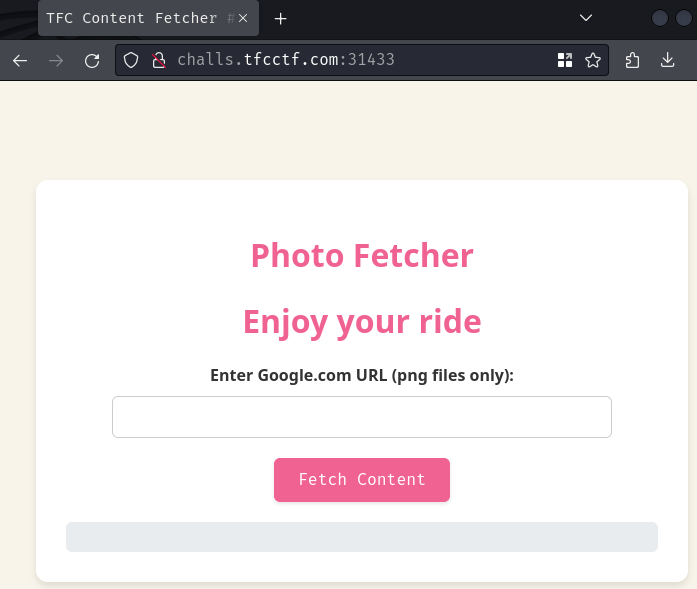 TFC Content Fetcher #
challs.tfcctf.com:31433
Photo Fetcher
Enjoy your ride
Enter Google.com URL (png files only):
Fetch Content